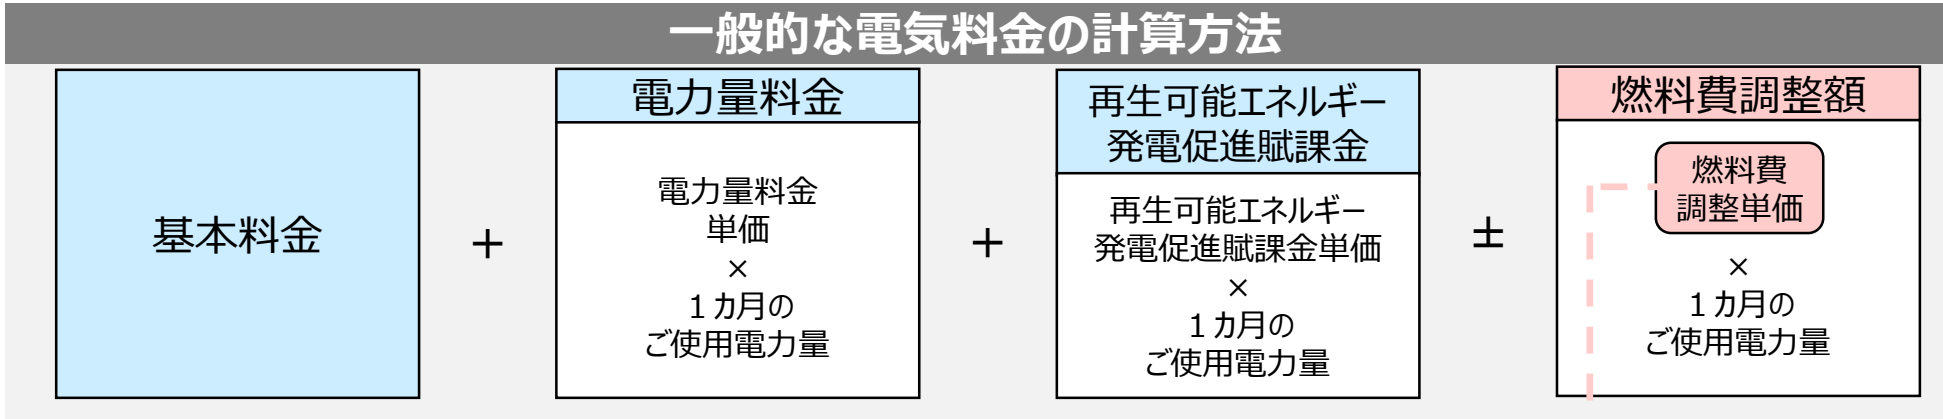 一般的な電気料金の計算方法
基本料金
＋
電力量料金
電力量料金
単価
×
１カ月の
ご使用電力量
＋
再生可能エネルギー
発電促進賦課金
再生可能エネルギー
発電促進賦課金単価
×
１カ月の
ご使用電力量
±
燃料費調整額
燃料費
調整単価
×
１カ月の
ご使用電力量